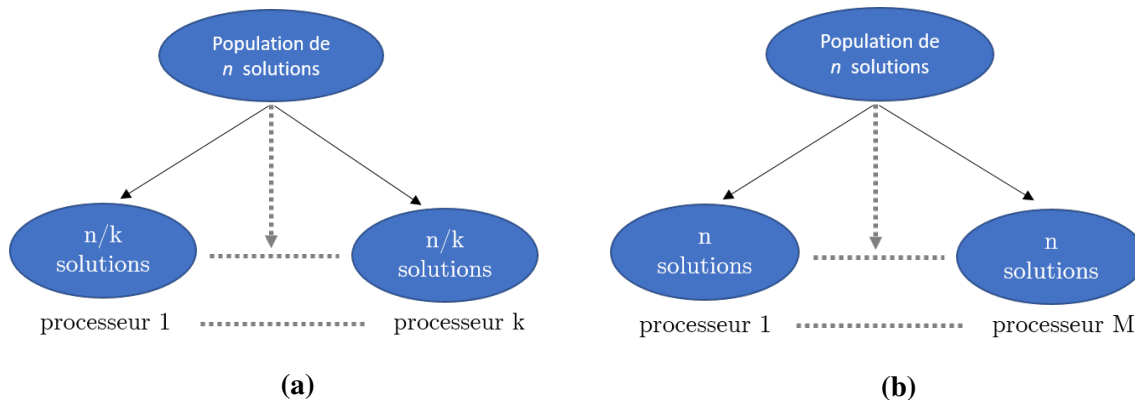 Population de
n solutions
n/k
solutions
n/k
solutions
processeur 1
processeur k
(a)
Population de
n solutions
n
solutions
n
solutions
processeur 1
processeur M
(b)